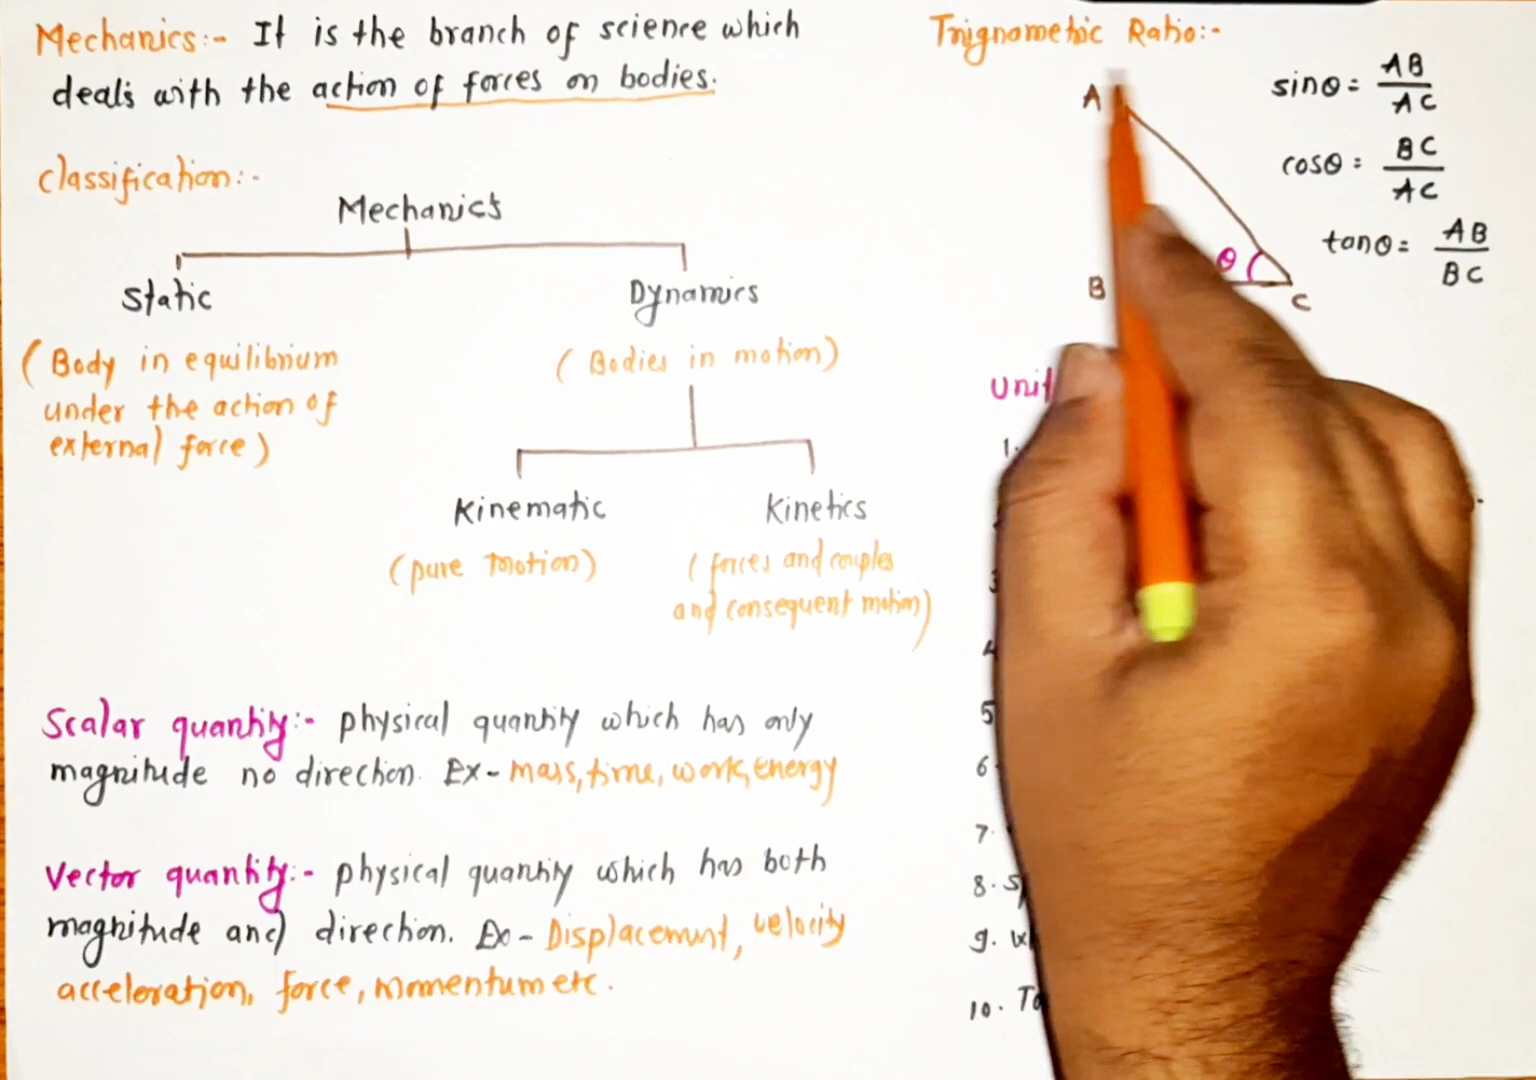 Mechanics:- It is the branch of science which
deals with the action of forces on bodies.
Classification:-
Mechanics
Static
Dynamics
(Body in equilibrium
under the action of
external force)
(Bodies in motion)
Kinematic
Kinetics
(pure motion)
(forces and couples
and consequent motion)
Scalar quantity:- physical quantity which has only
magnitude no direction. Ex- mass, time, work, energy
Vector quantity:- physical quantity which has both
magnitude and direction. Ex- Displacement, velocity
acceleration, force, momentum etc.
Trignometric Ratio:-
A
B
C
θ
sinθ = AB/AC
cosθ = BC/AC
tanθ = AB/BC
Unit
1.
5
6
7.
8.
9.
10.